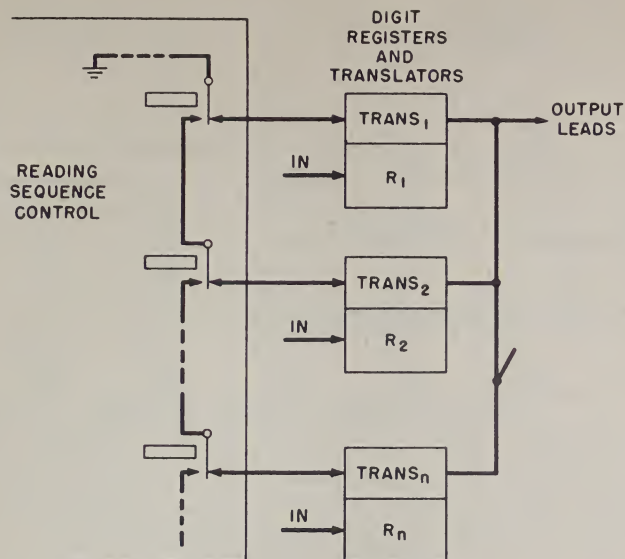 DIGIT
REGISTERS
AND
TRANSLATORS
READING
SEQUENCE
CONTROL
TRANS₁
OUTPUT
LEADS
IN
R₁
TRANS₂
IN
R₂
TRANSₙ
IN
Rₙ